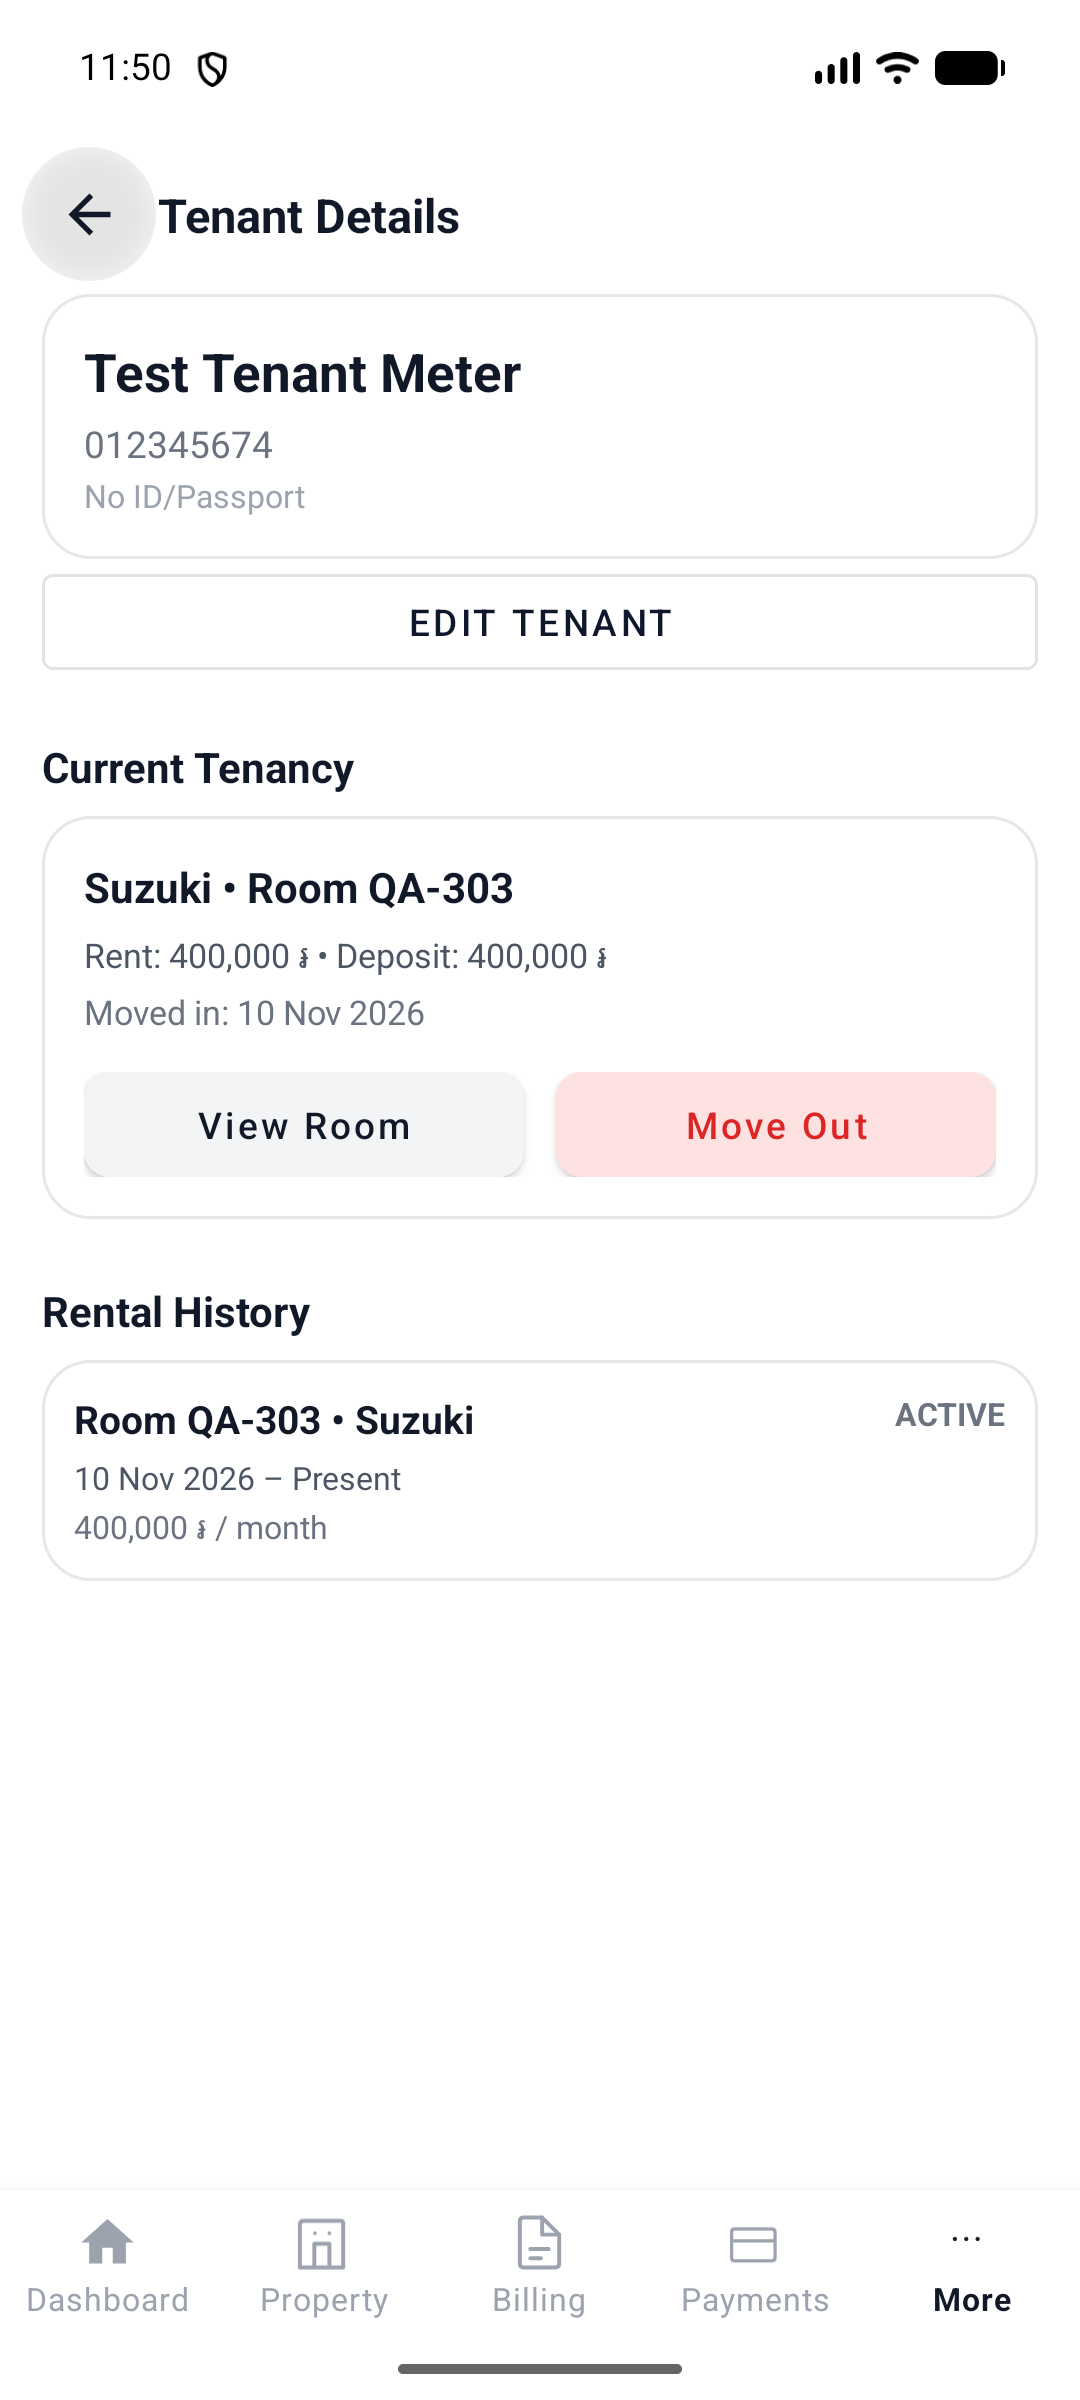 11:50
Tenant Details
Test Tenant Meter
012345674
No ID/Passport
EDIT TENANT
Current Tenancy
Suzuki • Room QA-303
Rent: 400,000 ៛ • Deposit: 400,000 ៛
Moved in: 10 Nov 2026
View Room
Move Out
Rental History
Room QA-303 • Suzuki
ACTIVE
10 Nov 2026 – Present
400,000 ៛ / month
Dashboard
Property
Billing
Payments
More